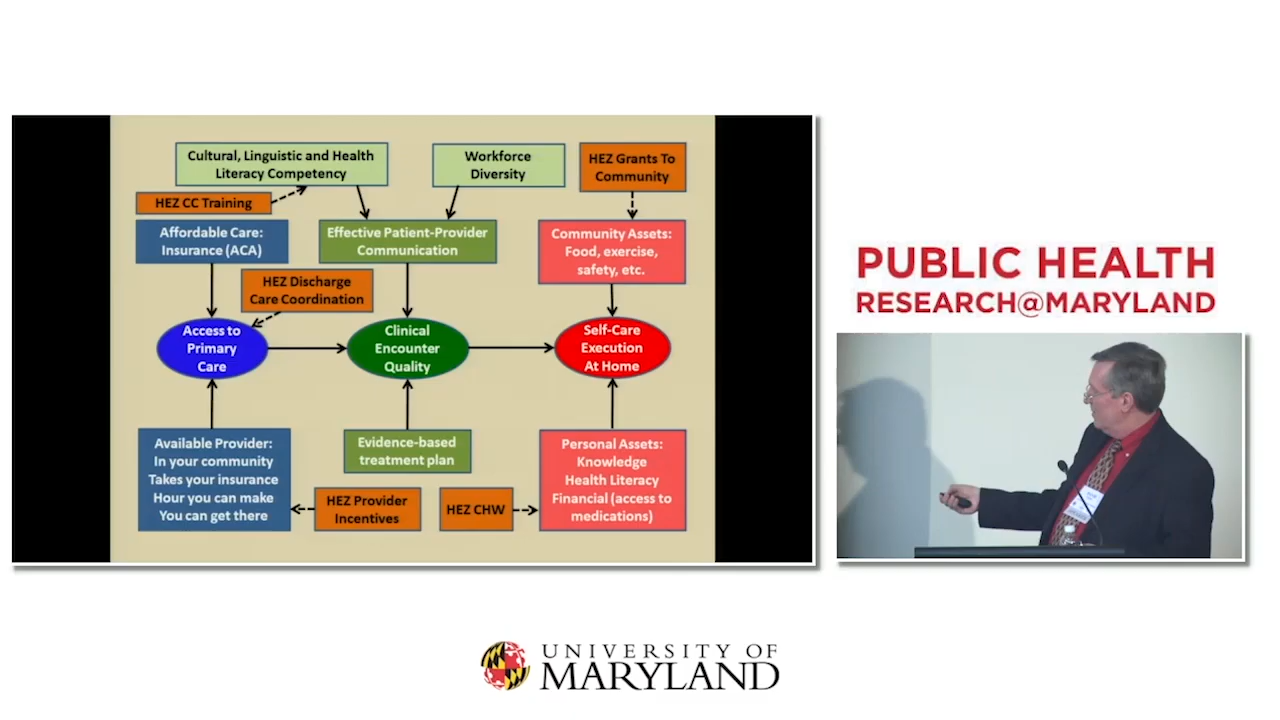 Cultural, Linguistic and Health
Literacy Competency
Workforce
Diversity
HEZ Grants To
Community
HEZ CC Training
Affordable Care:
Insurance (ACA)
Effective Patient-Provider
Communication
Community Assets:
Food, exercise,
safety, etc.
HEZ Discharge
Care Coordination
Access to
Primary
Care
Clinical
Encounter
Quality
Self-Care
Execution
At Home
Available Provider:
In your community
Takes your insurance
Hour you can make
You can get there
Evidence-based
treatment plan
Personal Assets:
Knowledge
Health Literacy
Financial (access to
medications)
HEZ Provider
Incentives
HEZ CHW
PUBLIC HEALTH
RESEARCH@MARYLAND
UNIVERSITY OF
MARYLAND